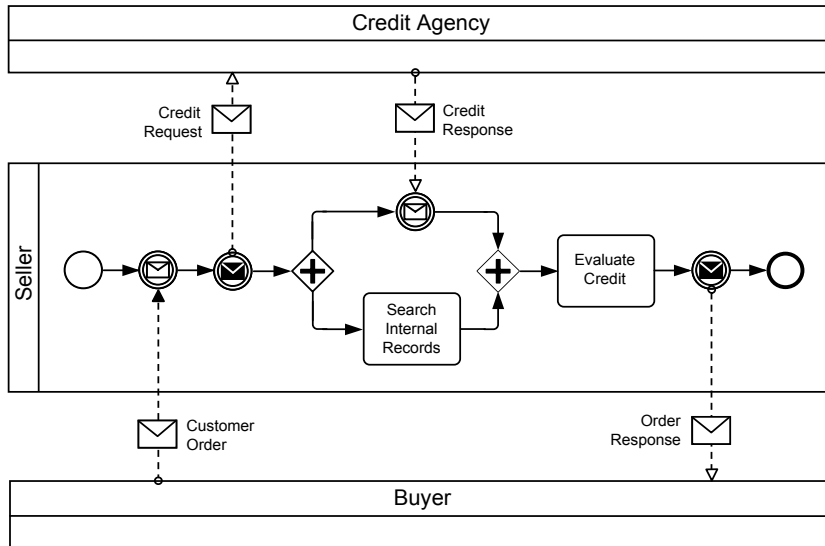 Credit Agency
Credit
Request
Credit
Response
Seller
Search
Internal
Records
Evaluate
Credit
Customer
Order
Order
Response
Buyer